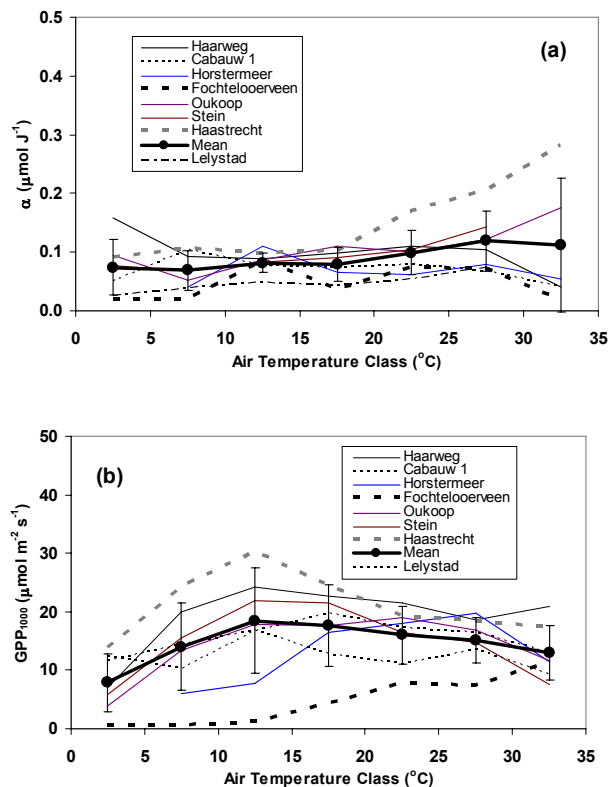 0.5
0.4
0.3
0.2
0.1
0.0
α (μmol J⁻¹)
(a)
Haarweg
Cabauw 1
Horstermeer
Fochtelooerveen
Oukoop
Stein
Haastrecht
Mean
Lelystad
0 5 10 15 20 25 30 35
Air Temperature Class (°C)
50
40
30
20
10
0
GPP₁₀₀₀ (μmol m⁻² s⁻¹)
(b)
Haarweg
Cabauw 1
Horstermeer
Fochtelooerveen
Oukoop
Stein
Haastrecht
Mean
Lelystad
0 5 10 15 20 25 30 35
Air Temperature Class (°C)